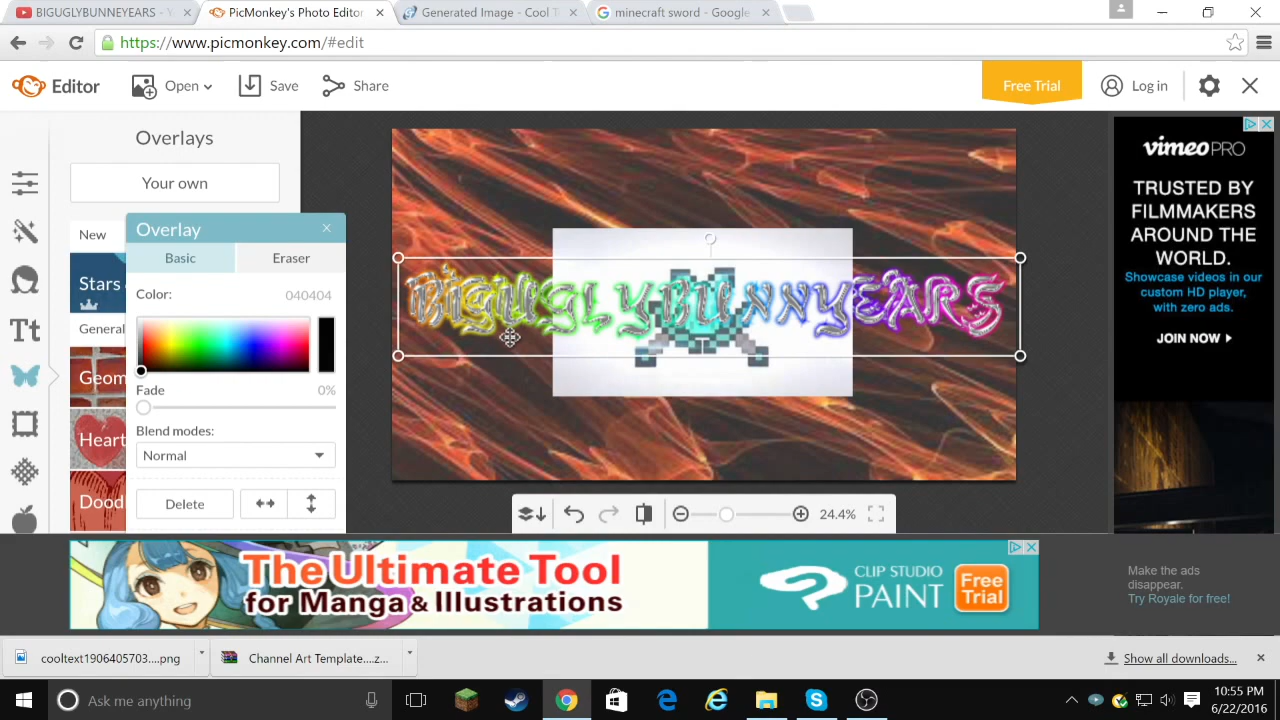 BIGUGLYBUNNEYEARS - Y
PicMonkey's Photo Editor
Generated Image - Cool T
minecraft sword - Google
https://www.picmonkey.com/#edit
Editor
Open
Save
Share
Free Trial
Log in
Overlays
Your own
New
Stars
General
Geom
Heart
Dood
Overlay
Basic
Eraser
Color:
040404
Fade
0%
Blend modes:
Normal
Delete
BIGUGLYBUNNYEARS
24.4%
vimeo PRO
TRUSTED BY
FILMMAKERS
AROUND THE
WORLD.
Showcase videos in our
custom HD player,
with zero ads.
JOIN NOW
The Ultimate Tool
for Manga & Illustrations
CLIP STUDIO
PAINT
Free
Trial
Make the ads
disappear.
Try Royale for free!
cooltext1906405703....png
Channel Art Template....z...
Show all downloads...
Ask me anything
10:55 PM
6/22/2016